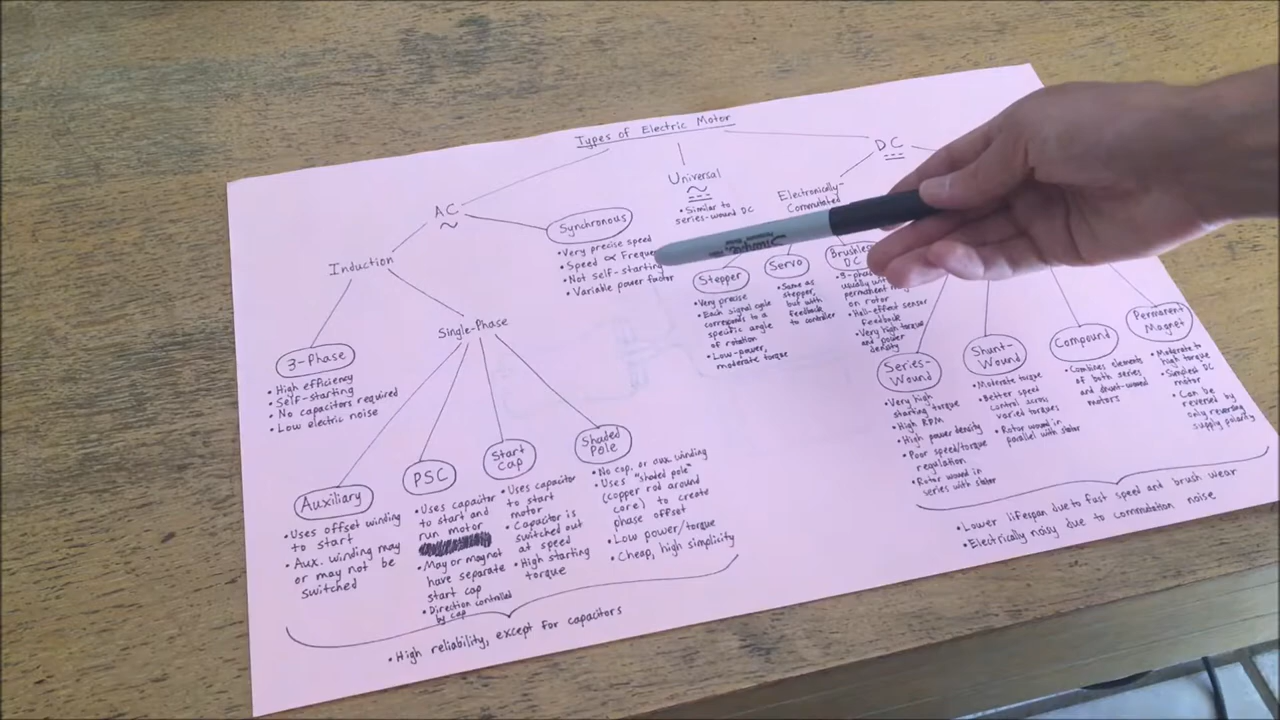 Types of Electric Motor
AC
~
Universal
~
• Similar to
series-wound DC
DC
Induction
Synchronous
• Very precise speed
• Speed ∝
• Not self-starting
• Variable power factor
Electronically-
Commutated
3-Phase
• High efficiency
• Self-starting
• No capacitors required
• Low electric noise
Single-Phase
Auxiliary
• Uses offset winding
to start
• Aux. winding may
or may not be
switched
PSC
• Uses capacitor
to start and
run motor
• May or may not
have separate
start cap
• Direction controlled
by cap
Start
Cap
• Uses capacitor
to start
motor
• Capacitor is
switched out
at speed
• High starting
torque
Shaded
Pole
• No cap. or aux. winding
• Uses "shaded pole"
(copper rod around
core) to create
phase offset
• Low power/torque
• Cheap, high simplicity
• High reliability, except for capacitors
Stepper
• Very precise
• Each signal cycle
corresponds to a
specific angle
of rotation
• Low-power,
moderate torque
Servo
• Same as
stepper,
but with
feedback
to controller
Brushless
DC
usually with
permanent
on rotor
• Hall-effect sensor
feedback
• Very high torque
and power
density
Series-
Wound
• Very high
starting torque
• High RPM
• High power density
• Poor speed/torque
regulation
• Rotor wound in
series with stator
Shunt-
Wound
• Moderate torque
• Better speed
control across
varied torques
• Rotor wound in
parallel with stator
Compound
• Combines elements
of both series
and shunt-wound
motors
Permanent
Magnet
• Moderate to
high torque
• Simplest DC
motor
• Can be
reversed by
only reversing
supply polarity
• Lower lifespan due to fast speed and brush wear
• Electrically noisy due to commutation noise
Sharpie